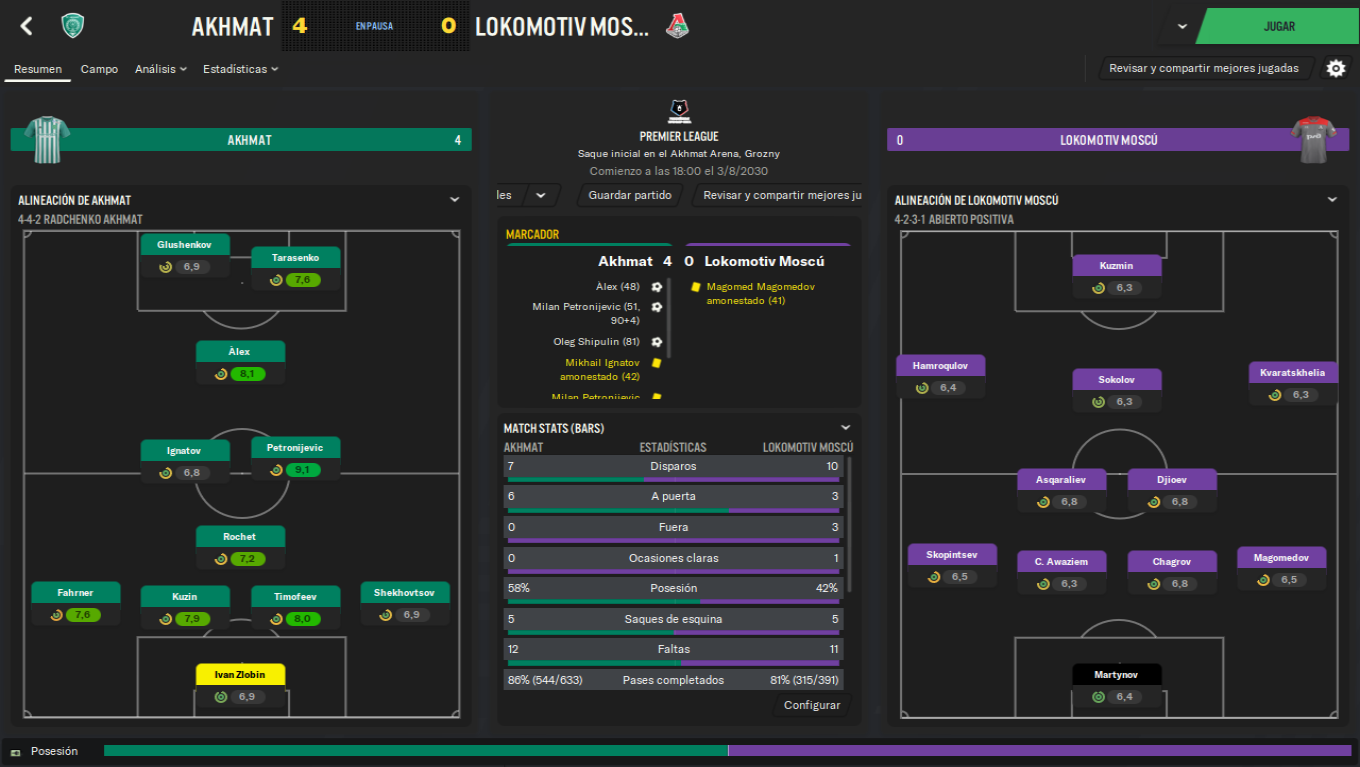 AKHMAT 4 EN PAUSA 0 LOKOMOTIV MOS...
JUGAR
Resumen Campo Análisis Estadísticas
Revisar y compartir mejores jugadas
AKHMAT 4
PREMIER LEAGUE
Saque inicial en el Akhmat Arena, Grozny
Comienzo a las 18:00 el 3/8/2030
les Guardar partido Revisar y compartir mejores ju
0 LOKOMOTIV MOSCÚ
ALINEACIÓN DE AKHMAT
4-4-2 RADCHENKO AKHMAT
Glushenkov
6,9
Tarasenko
7,6
Àlex
8,1
Ignatov
6,8
Petronijevic
9,1
Rochet
7,2
Fahrner
7,6
Kuzin
7,9
Timofeev
8,0
Shekhovtsov
6,9
Ivan Zlobin
6,9
MARCADOR
Akhmat 4 0 Lokomotiv Moscú
Àlex (48)
Milan Petronijevic (51,
90+4)
Oleg Shipulin (81)
Mikhail Ignatov
amonestado (42)
Milan Petronijevic
Magomed Magomedov
amonestado (41)
MATCH STATS (BARS)
AKHMAT ESTADÍSTICAS LOKOMOTIV MOSCÚ
7 Disparos 10
6 A puerta 3
0 Fuera 3
0 Ocasiones claras 1
58% Posesión 42%
5 Saques de esquina 5
12 Faltas 11
86% (544/633) Pases completados 81% (315/391)
Configurar
ALINEACIÓN DE LOKOMOTIV MOSCÚ
4-2-3-1 ABIERTO POSITIVA
Kuzmín
6,3
Hamroqulov
6,4
Sokolov
6,3
Kvaratskhelia
6,3
Asqaraliev
6,8
Djioev
6,8
Skopintsev
6,5
C. Awaziem
6,3
Chagrov
6,8
Magomedov
6,5
Martynov
6,4
Posesión